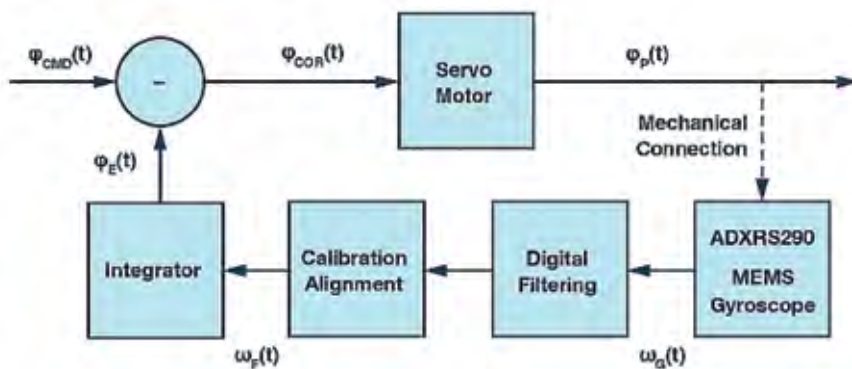 φCMD(t)
–
φCOR(t)
Servo
Motor
φP(t)
Mechanical
Connection
φE(t)
Integrator
Calibration
Alignment
Digital
Filtering
ADXRS290
MEMS
Gyroscope
ωF(t)
ωG(t)